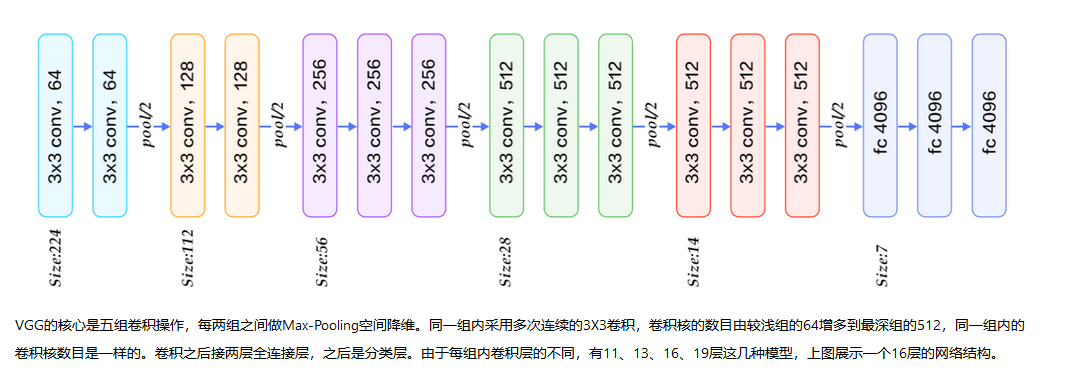 3x3 conv, 64
3x3 conv, 64
pool/2
3x3 conv, 128
3x3 conv, 128
pool/2
3x3 conv, 256
3x3 conv, 256
3x3 conv, 256
pool/2
3x3 conv, 512
3x3 conv, 512
3x3 conv, 512
pool/2
3x3 conv, 512
3x3 conv, 512
3x3 conv, 512
pool/2
fc 4096
fc 4096
fc 4096
Size:224
Size:112
Size:56
Size:28
Size:14
Size:7
VGG的核心是五组卷积操作，每两组之间做Max-Pooling空间降维。同一组内采用多次连续的3X3卷积，卷积核的数目由较浅组的64增多到最深组的512，同一组内的
卷积核数目是一样的。卷积之后接两层全连接层，之后是分类层。由于每组内卷积层的不同，有11、13、16、19层这几种模型，上图展示一个16层的网络结构。